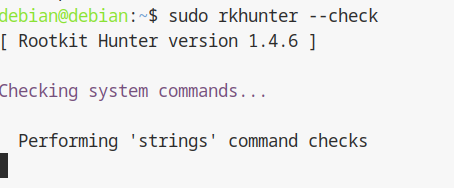 debian@debian:~$ sudo rkhunter --check
[ Rootkit Hunter version 1.4.6 ]
Checking system commands...
Performing 'strings' command checks